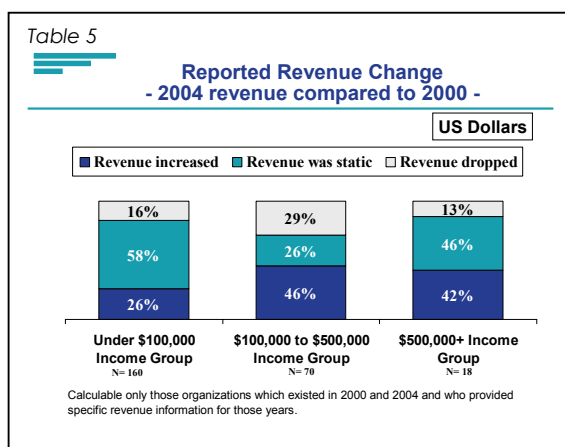 Table 5
Reported Revenue Change
- 2004 revenue compared to 2000 -
US Dollars
Revenue increased Revenue was static Revenue dropped
16% 29% 13%
58% 26% 46%
26% 46% 42%
Under $100,000 $100,000 to $500,000 $500,000+ Income
Income Group Income Group Group
N= 160 N= 70 N= 18
Calculable only those organizations which existed in 2000 and 2004 and who provided
specific revenue information for those years.